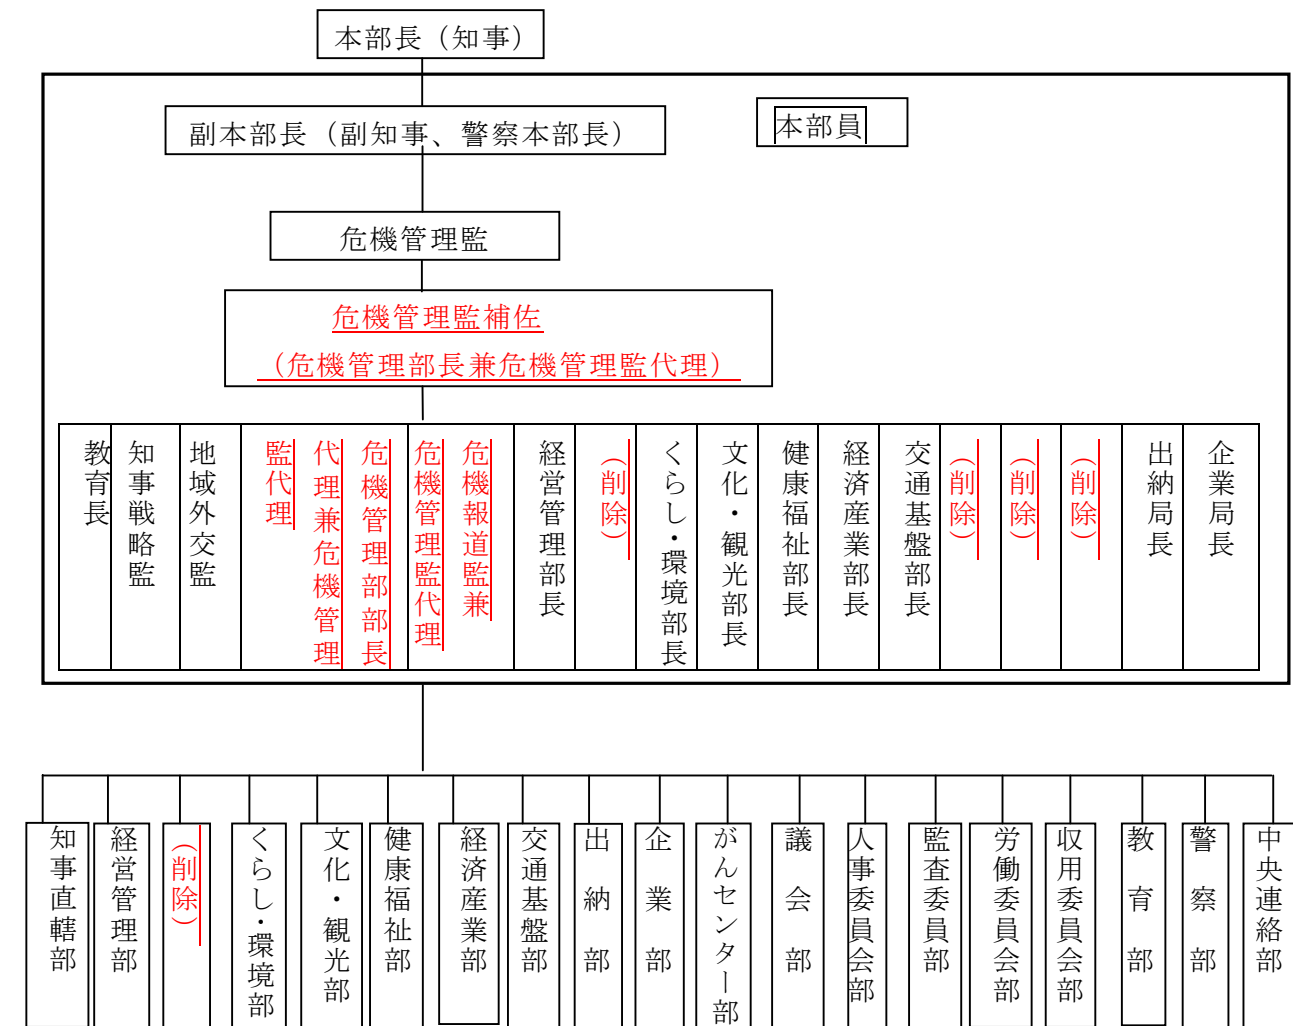 本部長（知事）
副本部長（副知事、警察本部長）
本部員
危機管理監
危機管理監補佐
（危機管理部長兼危機管理監代理）
教育長
知事戦略監
地域外交監
危機管理部部長
代理兼危機管理
監代理
危機報道監兼
危機管理監代理
経営管理部長
（削除）
くらし・環境部長
文化・観光部長
健康福祉部長
経済産業部長
交通基盤部長
（削除）
（削除）
（削除）
出納局長
企業局長
知事直轄部
経営管理部
（削除）
くらし・環境部
文化・観光部
健康福祉部
経済産業部
交通基盤部
出納部
企業部
がんセンター部
議会部
人事委員会部
監査委員部
労働委員会部
収用委員会部
教育部
警察部
中央連絡部